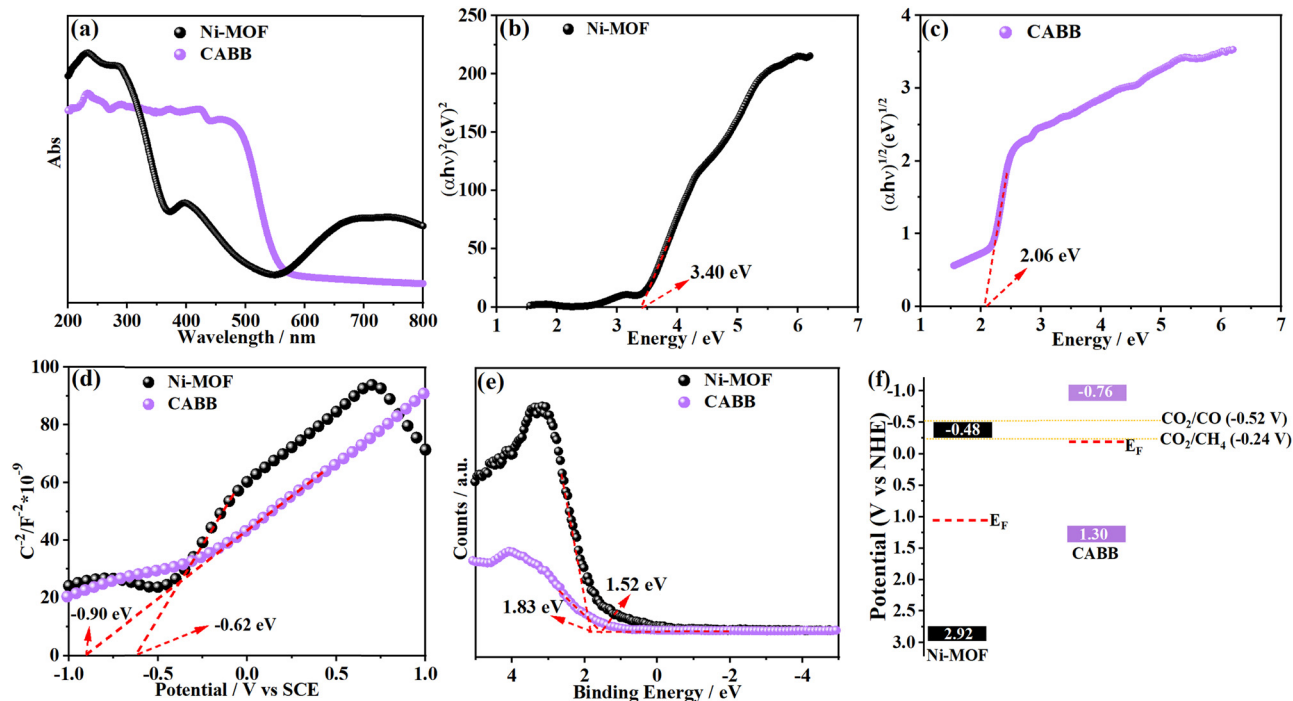 (a)
Ni-MOF
CABB
Abs
200 300 400 500 600 700 800
Wavelength / nm
(b)
Ni-MOF
(αhν)²(eV)²
250
200
150
100
50
0
3.40 eV
1 2 3 4 5 6 7
Energy / eV
(c)
CABB
(αhν)¹/²(eV)¹/²
4
3
2
1
0
2.06 eV
1 2 3 4 5 6 7
Energy / eV
(d)
Ni-MOF
CABB
C⁻²/F⁻²*10⁻⁹
100
80
60
40
20
0
-0.90 eV
-0.62 eV
-1.0 -0.5 0.0 0.5 1.0
Potential / V vs SCE
(e)
Ni-MOF
CABB
Counts / a.u.
1.83 eV
1.52 eV
4 2 0 -2 -4
Binding Energy / eV
(f)
Potential (V vs NHE)
-1.0
-0.5
0.0
0.5
1.0
1.5
2.0
2.5
3.0
-0.76
-0.48
CO₂/CO (-0.52 V)
CO₂/CH₄ (-0.24 V)
E_F
E_F
1.30
CABB
2.92
Ni-MOF